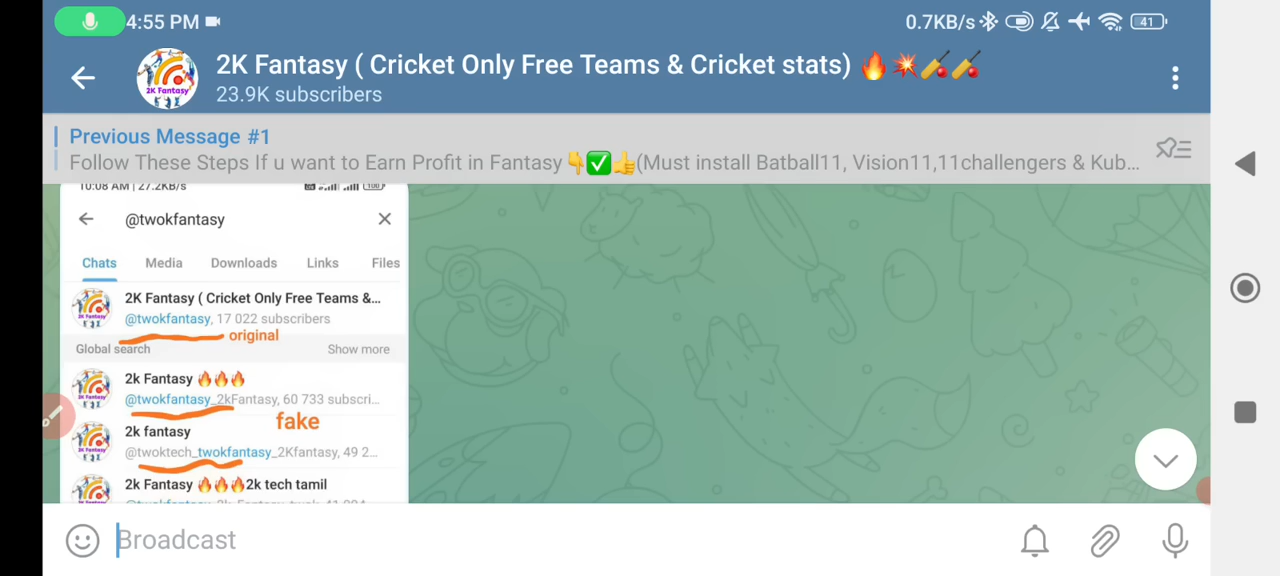 4:55 PM
0.7KB/s
41
2K Fantasy ( Cricket Only Free Teams & Cricket stats) 🔥💥🏏🏏
23.9K subscribers
Previous Message #1
Follow These Steps If u want to Earn Profit in Fantasy👇✅👍(Must install Batball11, Vision11,11challengers & Kub...
10:08 AM | 27.2KB/s
100
@twokfantasy
Chats Media Downloads Links Files
2K Fantasy ( Cricket Only Free Teams &...
@twokfantasy, 17 022 subscribers
original
Global search Show more
2k Fantasy 🔥🔥🔥
@twokfantasy_2kFantasy, 60 733 subscri...
fake
2k fantasy
@twoktech_twokfantasy_2Kfantasy, 49 2...
2k Fantasy 🔥🔥🔥2k tech tamil
Broadcast